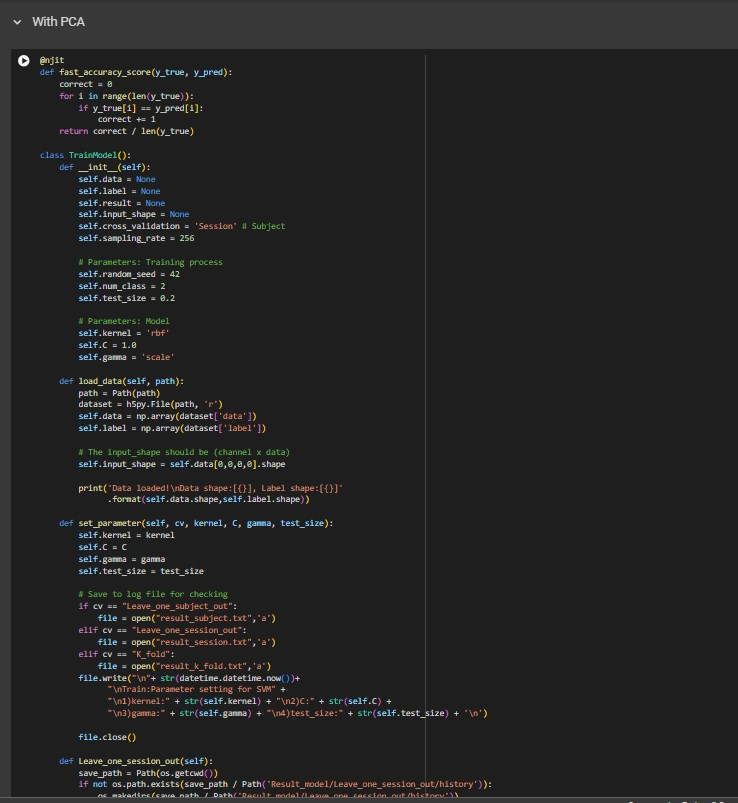 With PCA
@njit
def fast_accuracy_score(y_true, y_pred):
    correct = 0
    for i in range(len(y_true)):
        if y_true[i] == y_pred[i]:
            correct += 1
    return correct / len(y_true)

class TrainModel():
    def __init__(self):
        self.data = None
        self.label = None
        self.result = None
        self.input_shape = None
        self.cross_validation = 'Session' # Subject
        self.sampling_rate = 256

        # Parameters: Training process
        self.random_seed = 42
        self.num_class = 2
        self.test_size = 0.2

        # Parameters: Model
        self.kernel = 'rbf'
        self.C = 1.0
        self.gamma = 'scale'

    def load_data(self, path):
        path = Path(path)
        dataset = h5py.File(path, 'r')
        self.data = np.array(dataset['data'])
        self.label = np.array(dataset['label'])

        # The input_shape should be (channel x data)
        self.input_shape = self.data[0,0,0,0].shape

        print('Data loaded!\nData shape:[{}], Label shape:[{}]'
              .format(self.data.shape,self.label.shape))

    def set_parameter(self, cv, kernel, C, gamma, test_size):
        self.kernel = kernel
        self.C = C
        self.gamma = gamma
        self.test_size = test_size

        # Save to log file for checking
        if cv == "Leave_one_subject_out":
            file = open("result_subject.txt",'a')
        elif cv == "Leave_one_session_out":
            file = open("result_session.txt",'a')
        elif cv == "K_fold":
            file = open("result_k_fold.txt",'a')
        file.write("\n"+ str(datetime.datetime.now())+
              "\nTrain:Parameter setting for SVM" +
              "\n1)kernel:" + str(self.kernel) + "\n2)C:" + str(self.C) +
              "\n3)gamma:" + str(self.gamma) + "\n4)test_size:" + str(self.test_size) + '\n')

        file.close()

    def Leave_one_session_out(self):
        save_path = Path(os.getcwd())
        if not os.path.exists(save_path / Path('Result_model/Leave_one_session_out/history')):
            os.makedirs(save_path / Path('Result_model/Leave_one_session_out/history'))